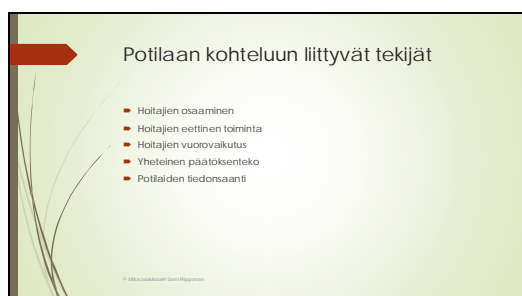 Potilaan kohteluun liittyvät tekijät
Hoitajien osaaminen
Hoitajien eettinen toiminta
Hoitajien vuorovaikutus
Yhteinen päätöksenteko
Potilaiden tiedonsaanti
©